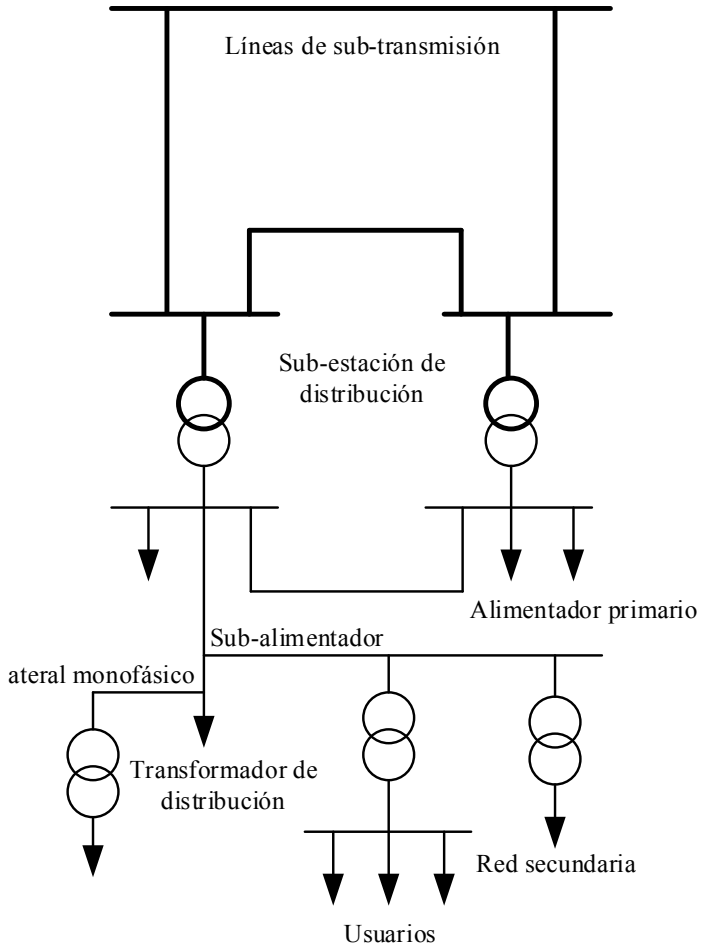 Líneas de sub-transmisión
Sub-estación de
distribución
Alimentador primario
Sub-alimentador
ateral monofásico
Transformador de
distribución
Red secundaria
Usuarios